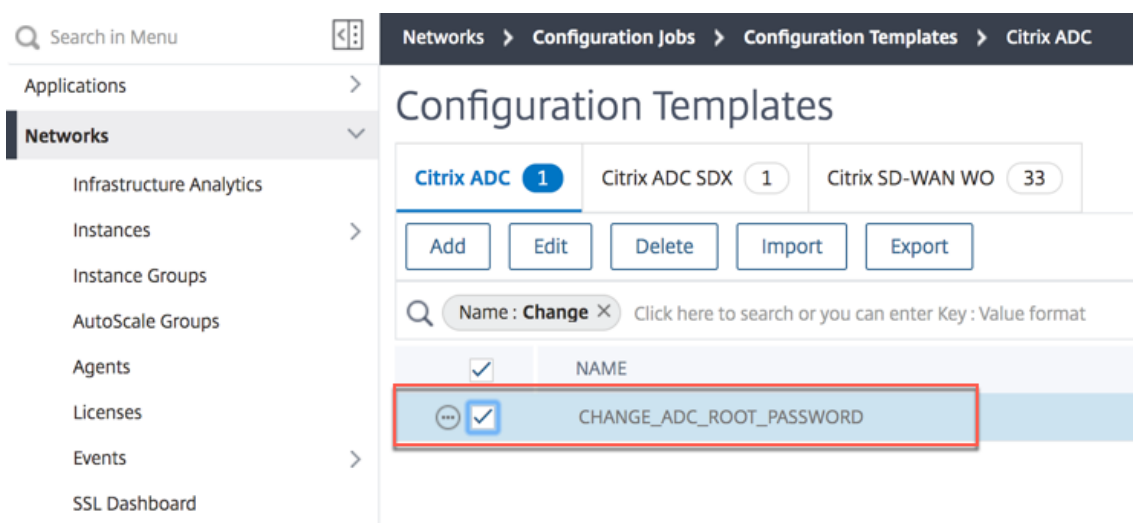 Search in Menu
Applications
Networks
Infrastructure Analytics
Instances
Instance Groups
AutoScale Groups
Agents
Licenses
Events
SSL Dashboard
Networks > Configuration Jobs > Configuration Templates > Citrix ADC
Configuration Templates
Citrix ADC 1 Citrix ADC SDX 1 Citrix SD-WAN WO 33
Add Edit Delete Import Export
Name : Change × Click here to search or you can enter Key : Value format
NAME
CHANGE_ADC_ROOT_PASSWORD